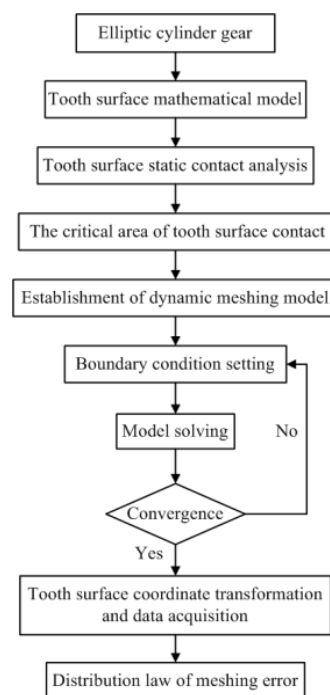 Elliptic cylinder gear
Tooth surface mathematical model
Tooth surface static contact analysis
The critical area of tooth surface contact
Establishment of dynamic meshing model
Boundary condition setting
Model solving
No
Convergence
Yes
Tooth surface coordinate transformation
and data acquisition
Distribution law of meshing error